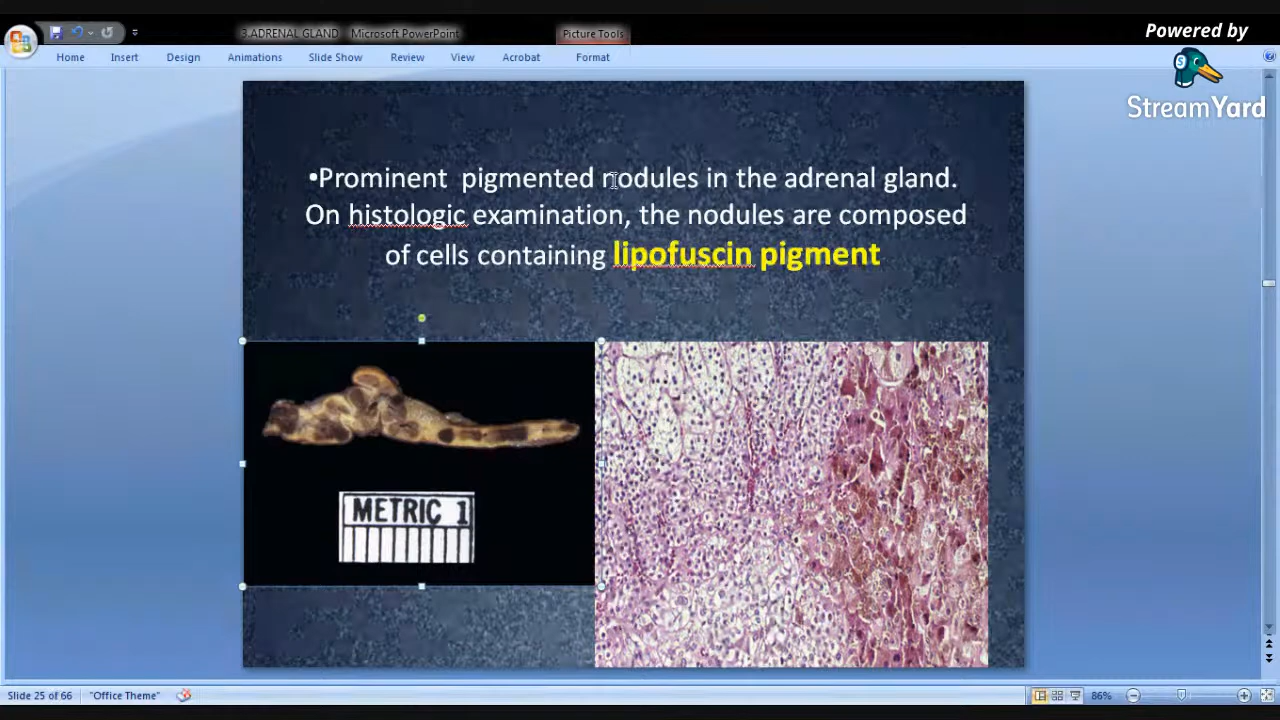 Powered by
3.ADRENAL GLAND Microsoft PowerPoint
Picture Tools
Home Insert Design Animations Slide Show Review View Acrobat Format
StreamYard
•Prominent pigmented nodules in the adrenal gland.
On histologic examination, the nodules are composed
of cells containing lipofuscin pigment
METRIC 1
Slide 25 of 66 "Office Theme" 86%